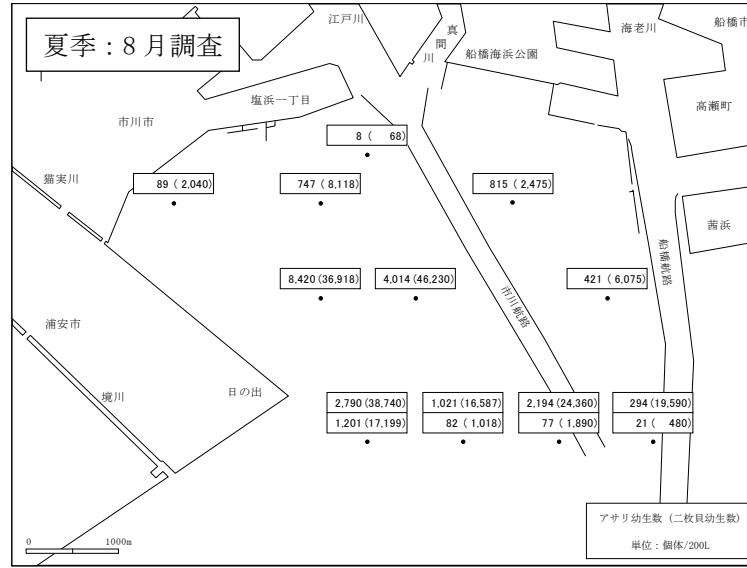 夏季：8月調査
江戸川
真間川
船橋海浜公園
海老川
船橋市
高瀬町
塩浜一丁目
市川市
猫実川
8 ( 68)
89 ( 2,040)
747 ( 8,118)
815 ( 2,475)
茜浜
船橋航路
8,420 (36,918)
4,014 (46,230)
421 ( 6,075)
市川航路
浦安市
境川
日の出
2,790 (38,740)
1,201 (17,199)
1,021 (16,587)
82 ( 1,018)
2,194 (24,360)
77 ( 1,890)
294 (19,590)
21 ( 480)
アサリ幼生数（二枚貝幼生数）
単位：個体/200L
0 1000m